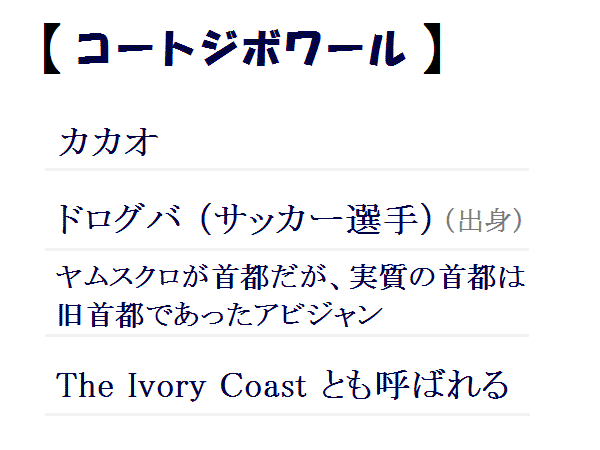 【 コートジボワール 】
カカオ
ドログバ（サッカー選手）（出身）
ヤムスクロが首都だが、実質の首都は
旧首都であったアビジャン
The Ivory Coast とも呼ばれる